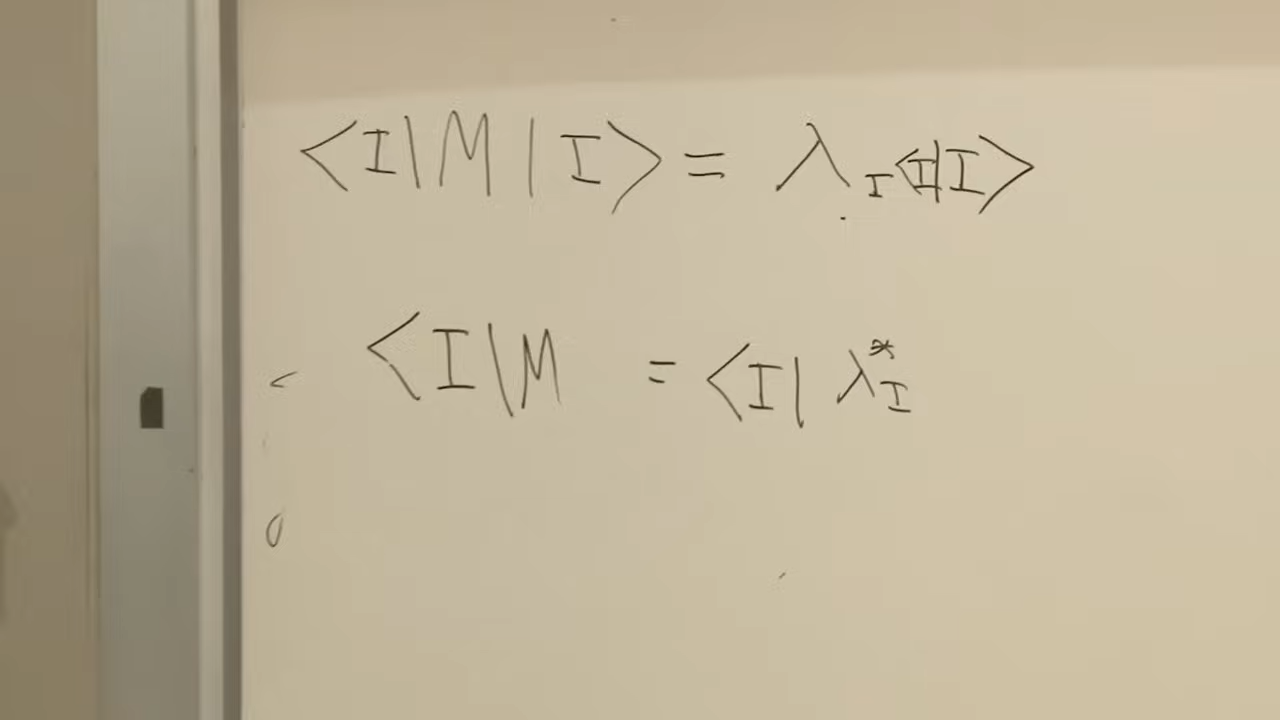 <I|M|I> = λ_I <I|I>
<I|M = <I| λ*_I